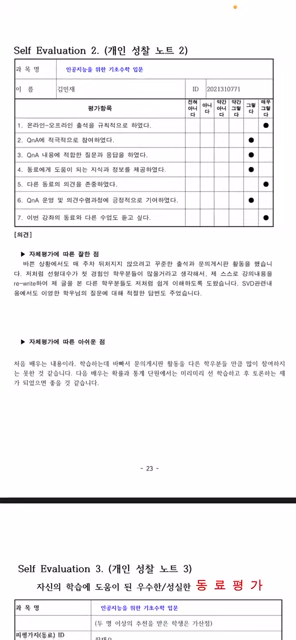 Self Evaluation 2. (개인 성찰 노트 2)
과 목 명 인공지능을 위한 기초수학 입문
이 름 김민재 ID 2021310771
평가항목 전혀 아니다 아니다 약간 아니다 약간 그렇다 그렇다 매우 그렇다
1. 온라인-오프라인 출석을 규칙적으로 하였다. ●
2. QnA에 적극적으로 참여하였다. ●
3. QnA 내용에 적합한 질문과 응답을 하였다. ●
4. 동료에게 도움이 되는 지식과 정보를 제공하였다. ●
5. 다른 동료의 의견을 존중하였다. ●
6. QnA 운영 및 의견수렴과정에 긍정적으로 기여하였다. ●
7. 이번 강좌의 동료와 다른 수업도 듣고 싶다. ●
[의견]
▶ 자체평가에 따른 잘한 점
바쁜 상황에서도 매 주차 뒤처지지 않으려고 꾸준한 출석과 문의게시판 활동을 했습니
다. 저처럼 선형대수가 첫 경험인 학우분들이 많을거라고 생각해서, 제 스스로 강의내용을
re-write하여 제 글을 본 다른 학우분들도 저처럼 쉽게 이해하도록 도왔습니다. SVD관련내
용에서도 이영한 학우님의 질문에 대해 적절한 답변도 주었습니다.
▶ 자체평가에 따른 아쉬운 점
처음 배우는 내용이라, 학습하는데 바빠서 문의게시판 활동을 다른 학우분들 만큼 많이 참여하지
는 못한 것 같습니다. 다음 배우는 확률과 통계 단원에서는 미리미리 선 학습하고 후 토론하는 제
가 되었으면 좋을 것 같습니다.
- 23 -
Self Evaluation 3. (개인 성찰 노트 3)
자신의 학습에 도움이 된 우수한/성실한 동 료 평 가
과 목 명 인공지능을 위한 기초수학 입문
(두 명 이상의 추천을 받은 학생은 가산점)
피평가자(동료) ID